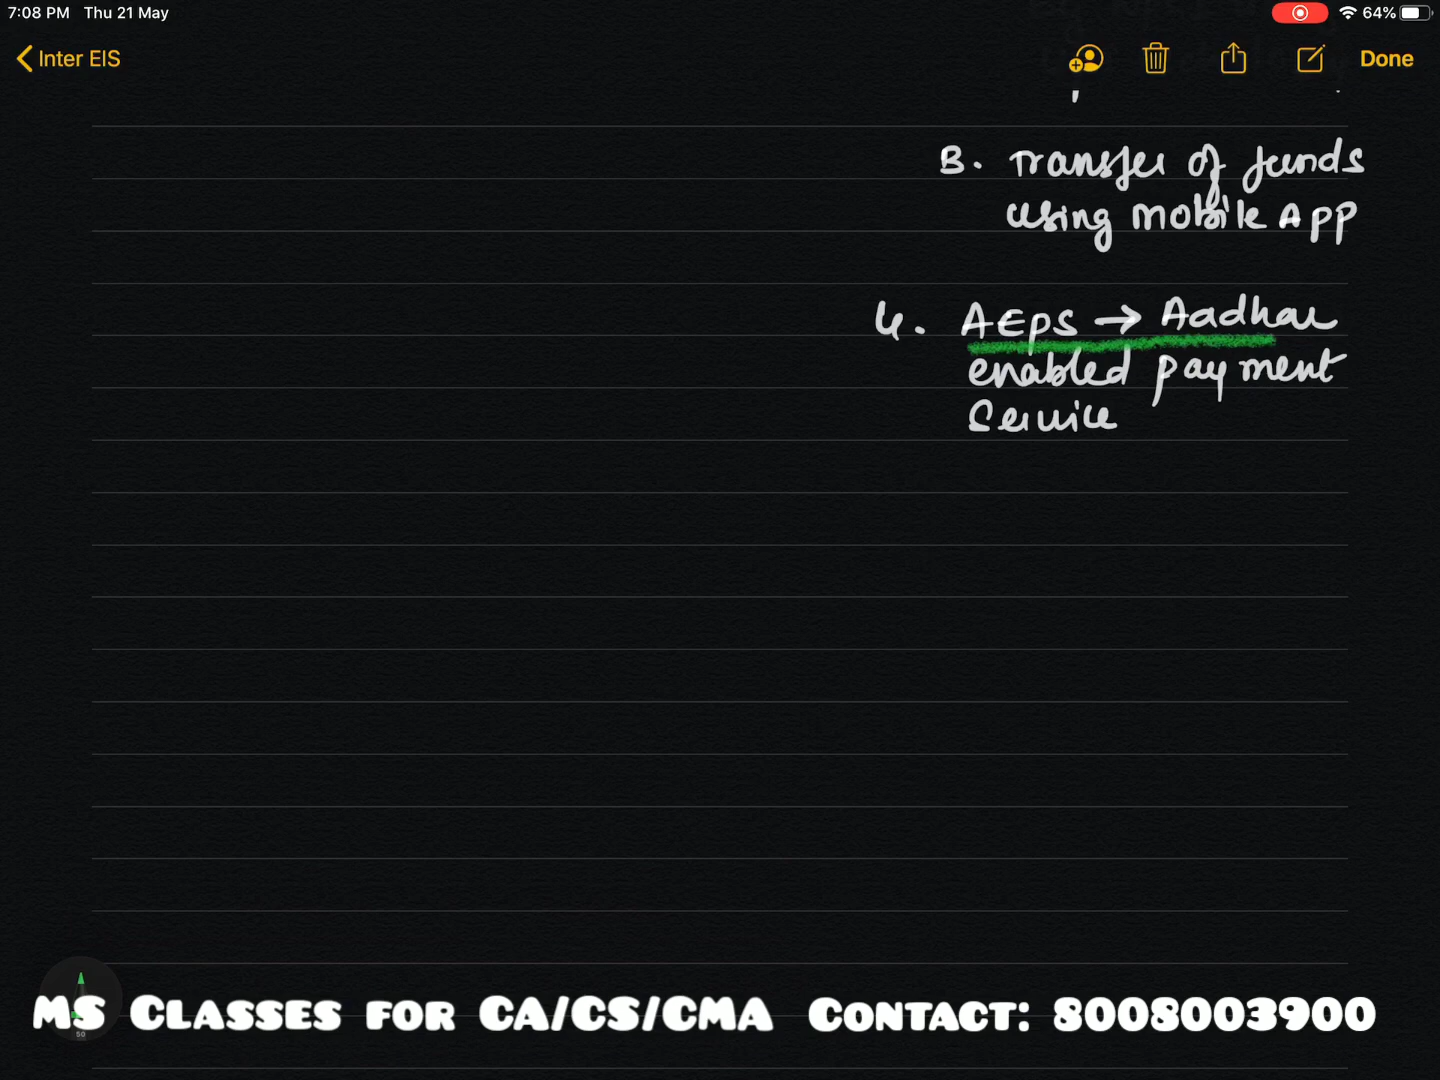 7:08 PM Thu 21 May
64%
Inter EIS
Done
B. Transfer of funds
using mobile App
4. AEPS → Aadhar
enabled payment
Service
50
MS Classes for CA/CS/CMA Contact: 8008003900